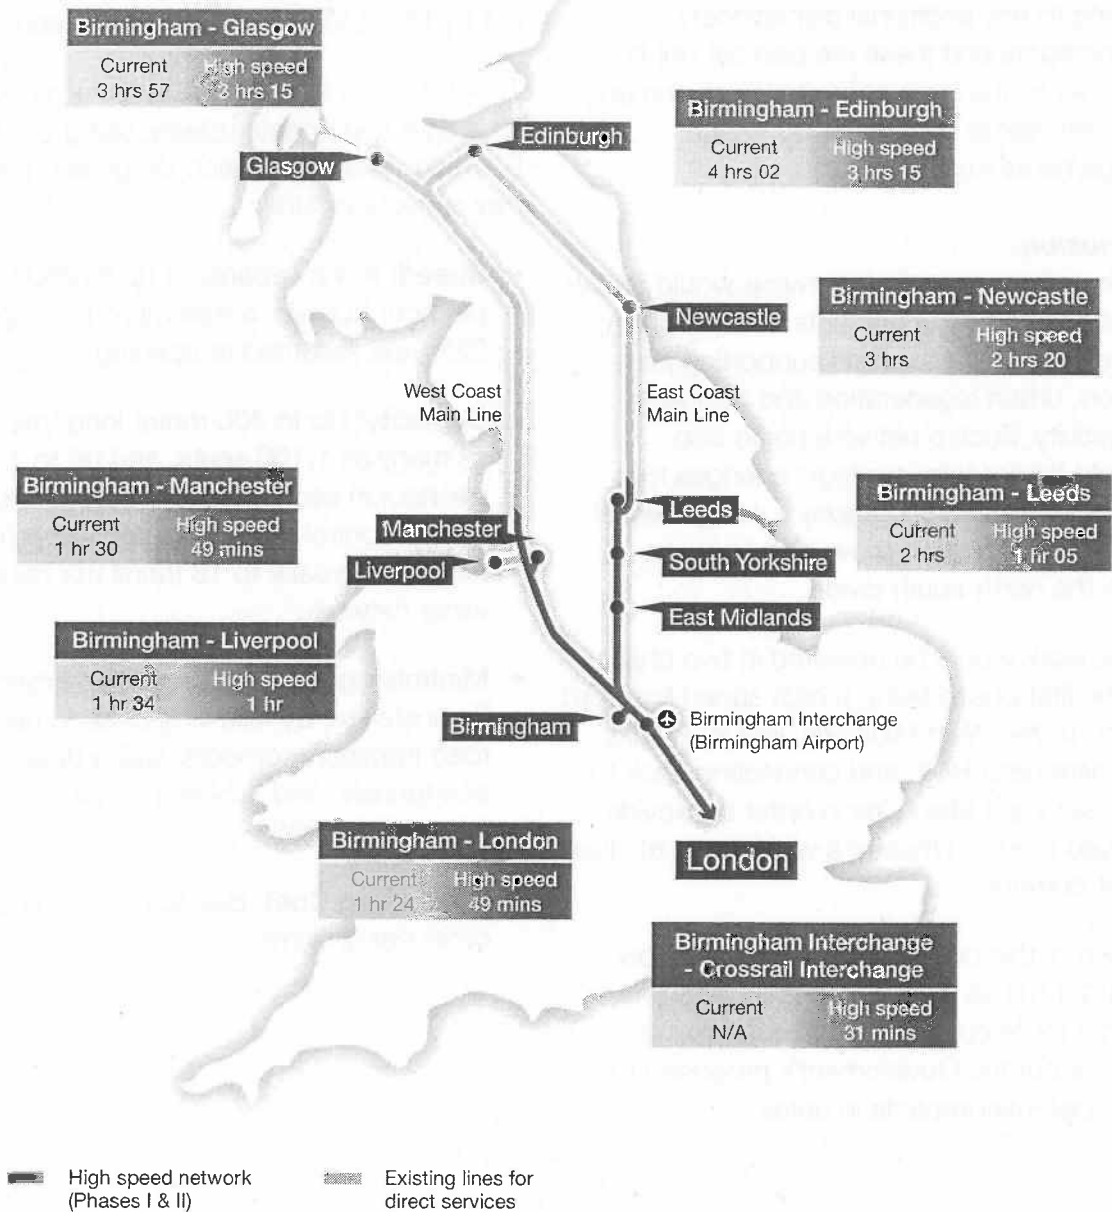 Birmingham - Glasgow
Current High speed
3 hrs 57 3 hrs 15
Birmingham - Edinburgh
Current High speed
4 hrs 02 3 hrs 15
Edinburgh
Glasgow
Newcastle
Birmingham - Newcastle
Current High speed
3 hrs 2 hrs 20
West Coast
Main Line
East Coast
Main Line
Birmingham - Manchester
Current High speed
1 hr 30 49 mins
Birmingham - Leeds
Current High speed
2 hrs 1 hr 05
Leeds
Manchester
Liverpool
South Yorkshire
East Midlands
Birmingham - Liverpool
Current High speed
1 hr 34 1 hr
Birmingham
Birmingham Interchange
(Birmingham Airport)
Birmingham - London
Current High speed
1 hr 24 49 mins
London
Birmingham Interchange
- Crossrail Interchange
Current High speed
N/A 31 mins
High speed network
(Phases I & II)
Existing lines for
direct services